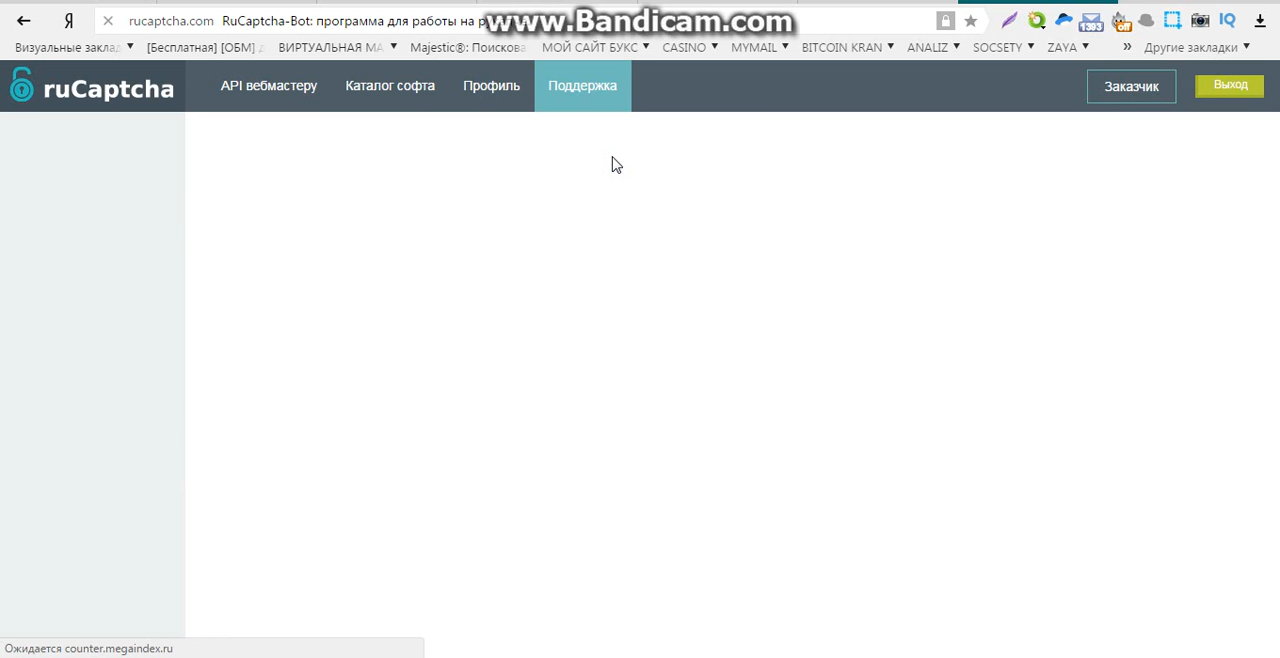 www.Bandicam.com
Я rucaptcha.com RuCaptcha-Bot: программа для работы на IQ
Визуальные заклад [Бесплатная] [ОБМ] ВИРТУАЛЬНАЯ МА Majestic®: Поискова МОЙ САЙТ БУКС CASINO MYMAIL BITCOIN KRAN ANALIZ SOCSETY ZAYA » Другие закладки
ruCaptcha API вебмастеру Каталог софта Профиль Поддержка Заказчик Выход
Ожидается counter.megaindex.ru